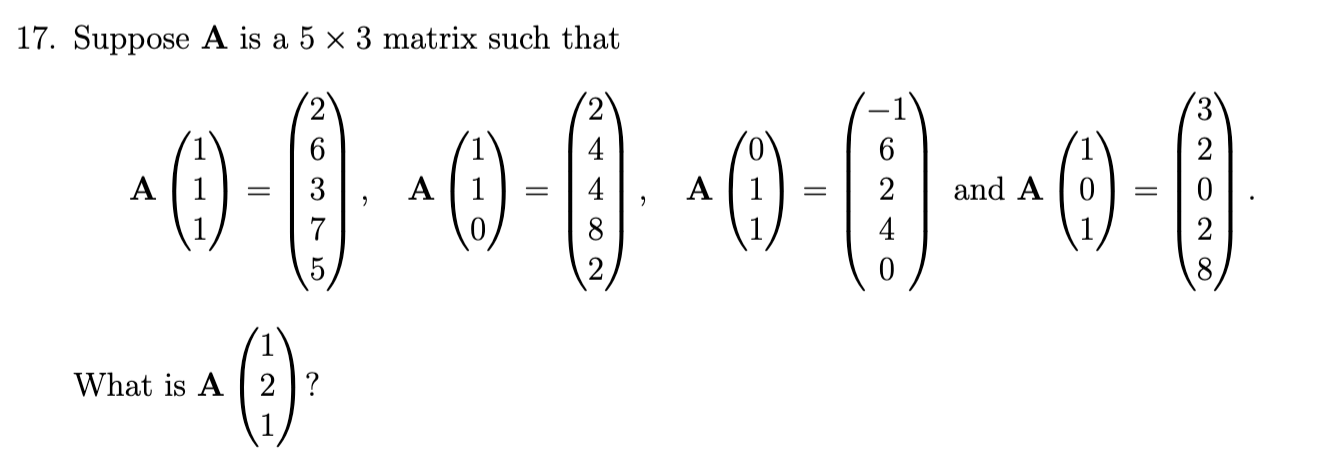 17. Suppose A is a 5 × 3 matrix such that
A (1 1 1) = (2 6 3 7 5), A (1 1 0) = (2 4 4 8 2), A (0 1 1) = (−1 6 2 4 0) and A (1 0 1) = (3 2 0 2 8).
What is A (1 2 1)?